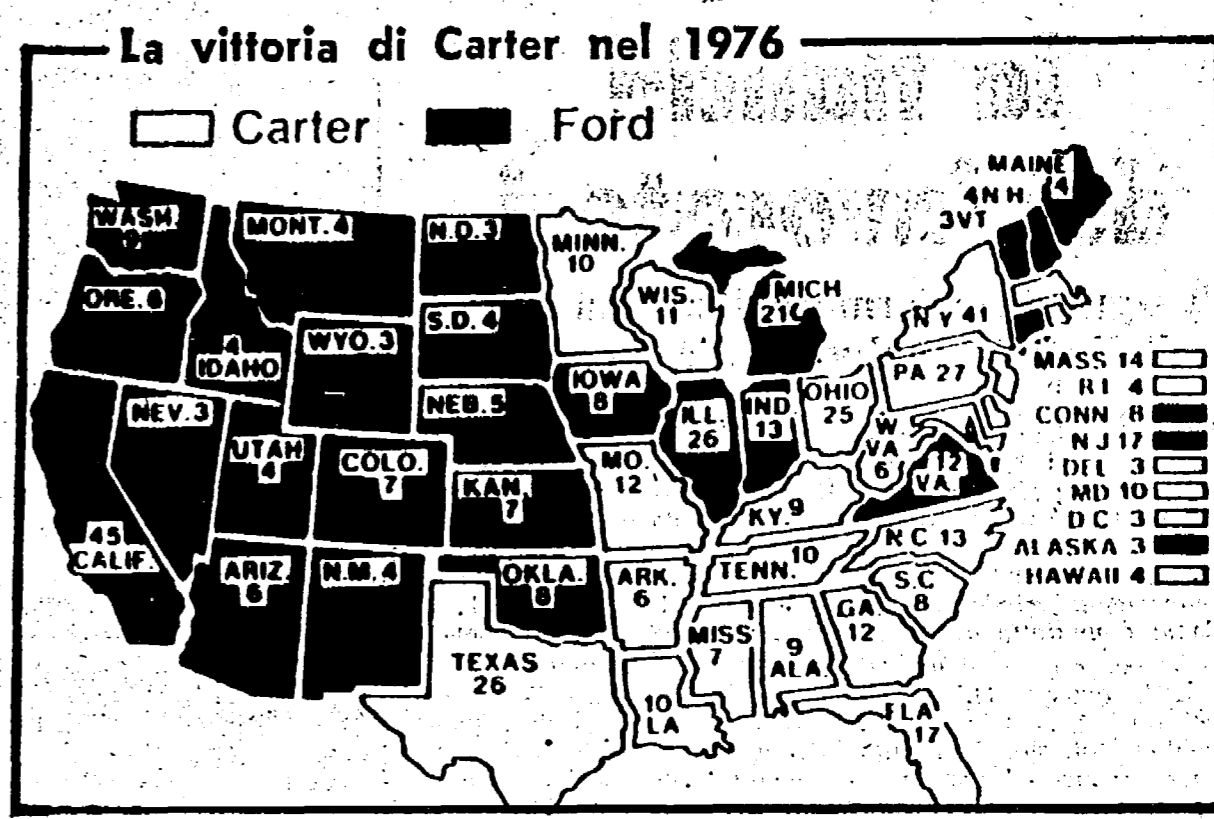 La vittoria di Carter nel 1976
Carter Ford
WASH.
ORE. 6
4 IDAHO
MONT. 4
WYO. 3
N.D. 3
S.D. 4
NEB. 5
NEV. 3
UTAH 4
COLO. 7
KAN. 7
45 CALIF.
ARIZ. 6
N.M. 4
OKLA. 8
TEXAS 26
MINN. 10
WIS. 11
IOWA 8
ILL. 26
MO. 12
ARK. 6
10 LA
MICH 21
IND. 13
OHIO 25
KY. 9
TENN. 10
MISS 7
9 ALA.
GA. 12
FLA 17
S.C 8
N C 13
12 VA.
W VA 6
PA 27
N Y 41
3 VT
4 N H
MAINE 4
MASS 14
R I 4
CONN 8
N J 17
DEL 3
MD 10
D C 3
ALASKA 3
HAWAII 4